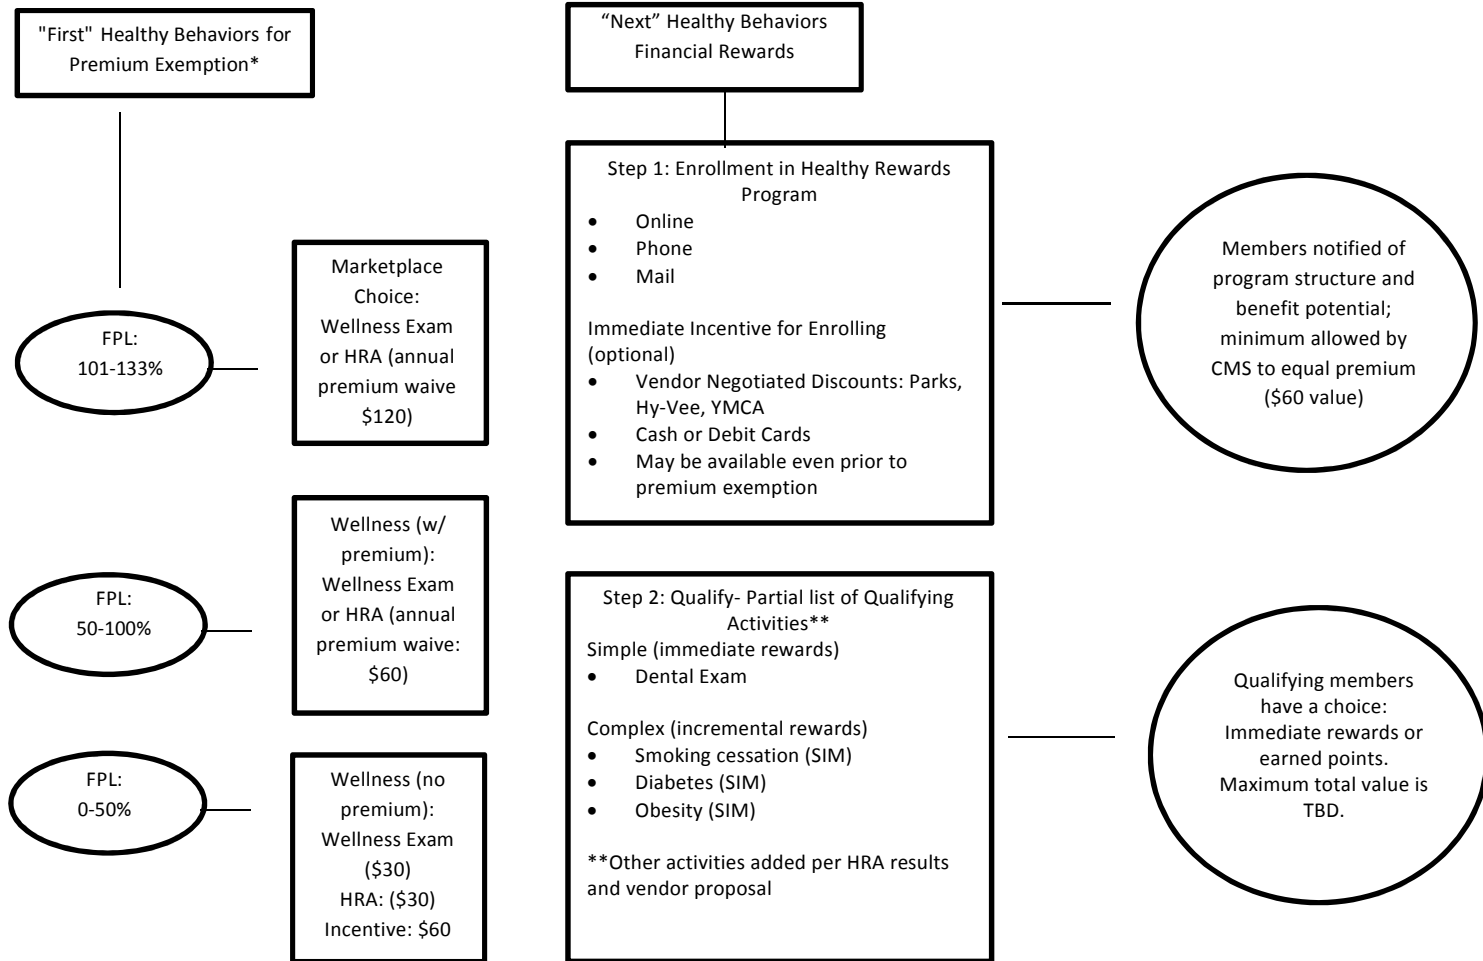 "First" Healthy Behaviors for
Premium Exemption*
FPL:
101-133%
Marketplace
Choice:
Wellness Exam
or HRA (annual
premium waive
$120)
FPL:
50-100%
Wellness (w/
premium):
Wellness Exam
or HRA (annual
premium waive:
$60)
FPL:
0-50%
Wellness (no
premium):
Wellness Exam
($30)
HRA: ($30)
Incentive: $60
“Next” Healthy Behaviors
Financial Rewards
Step 1: Enrollment in Healthy Rewards
Program
• Online
• Phone
• Mail
Immediate Incentive for Enrolling
(optional)
• Vendor Negotiated Discounts: Parks,
Hy-Vee, YMCA
• Cash or Debit Cards
• May be available even prior to
premium exemption
Members notified of
program structure and
benefit potential;
minimum allowed by
CMS to equal premium
($60 value)
Step 2: Qualify- Partial list of Qualifying
Activities**
Simple (immediate rewards)
• Dental Exam
Complex (incremental rewards)
• Smoking cessation (SIM)
• Diabetes (SIM)
• Obesity (SIM)
**Other activities added per HRA results
and vendor proposal
Qualifying members
have a choice:
Immediate rewards or
earned points.
Maximum total value is
TBD.